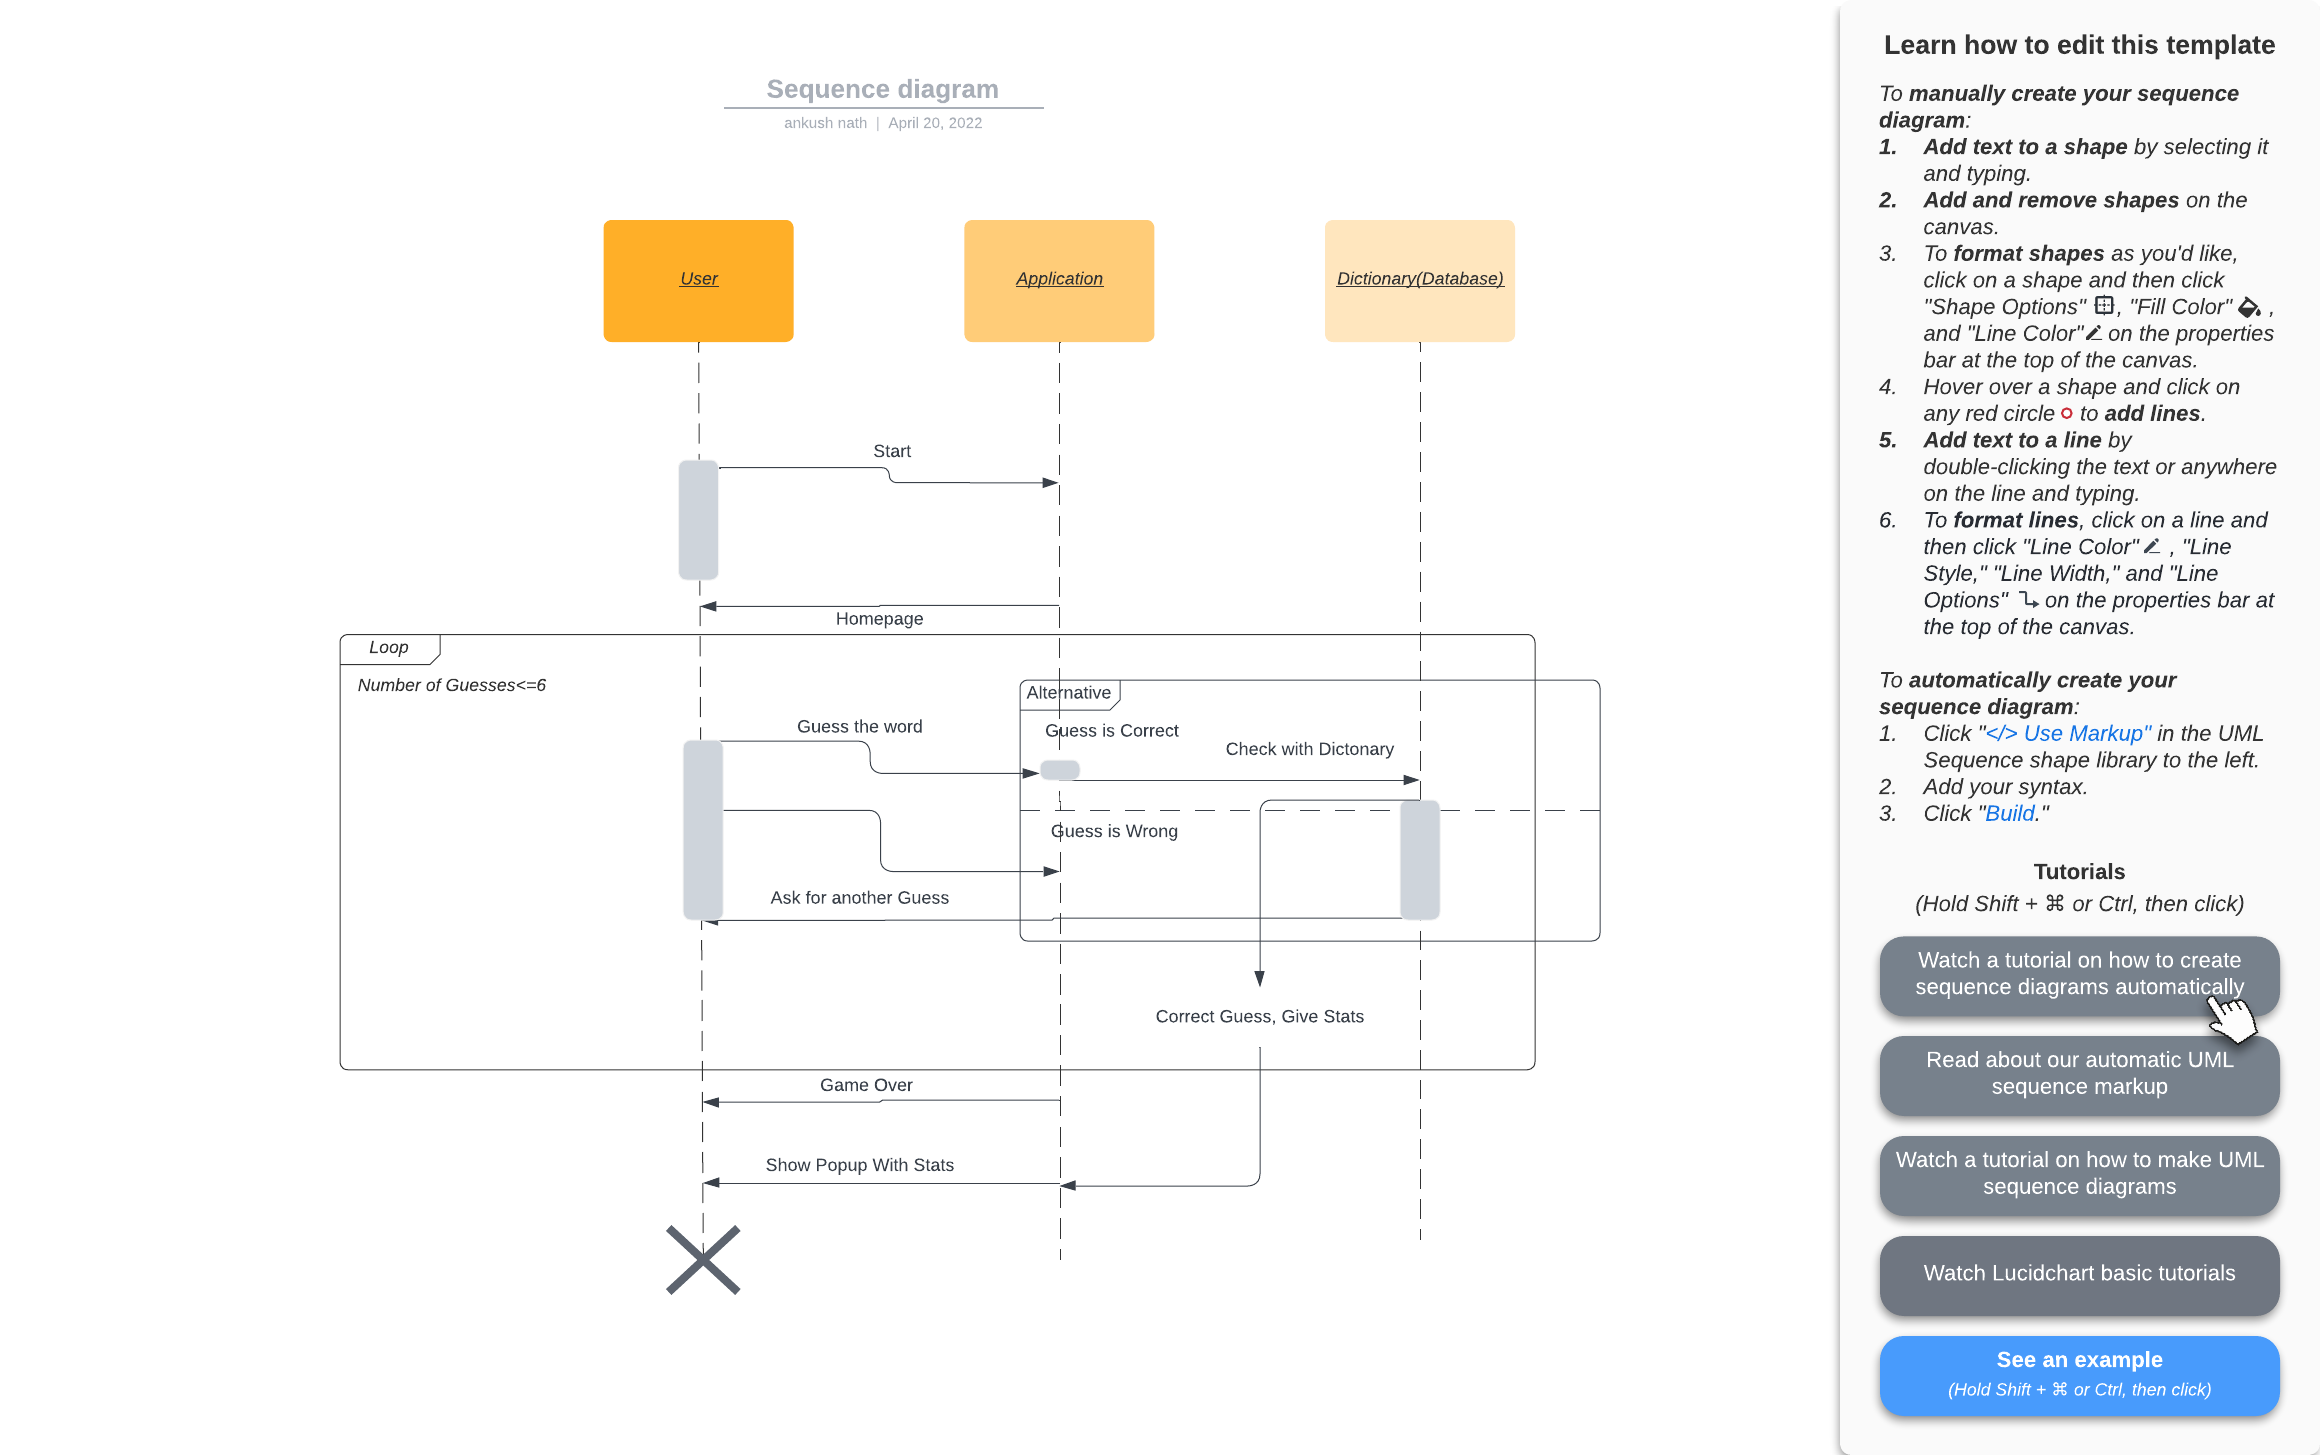 Sequence diagram
ankush nath | April 20, 2022
User
Application
Dictionary(Database)
Start
Homepage
Loop
Number of Guesses<=6
Alternative
Guess the word
Guess is Correct
Check with Dictonary
Guess is Wrong
Ask for another Guess
Correct Guess, Give Stats
Game Over
Show Popup With Stats
Learn how to edit this template
To manually create your sequence
diagram:
1. Add text to a shape by selecting it
and typing.
2. Add and remove shapes on the
canvas.
3. To format shapes as you'd like,
click on a shape and then click
"Shape Options" , "Fill Color" ,
and "Line Color" on the properties
bar at the top of the canvas.
4. Hover over a shape and click on
any red circle to add lines.
5. Add text to a line by
double-clicking the text or anywhere
on the line and typing.
6. To format lines, click on a line and
then click "Line Color" , "Line
Style," "Line Width," and "Line
Options" on the properties bar at
the top of the canvas.
To automatically create your
sequence diagram:
1. Click "</> Use Markup" in the UML
Sequence shape library to the left.
2. Add your syntax.
3. Click "Build."
Tutorials
(Hold Shift + ⌘ or Ctrl, then click)
Watch a tutorial on how to create
sequence diagrams automatically
Read about our automatic UML
sequence markup
Watch a tutorial on how to make UML
sequence diagrams
Watch Lucidchart basic tutorials
See an example
(Hold Shift + ⌘ or Ctrl, then click)